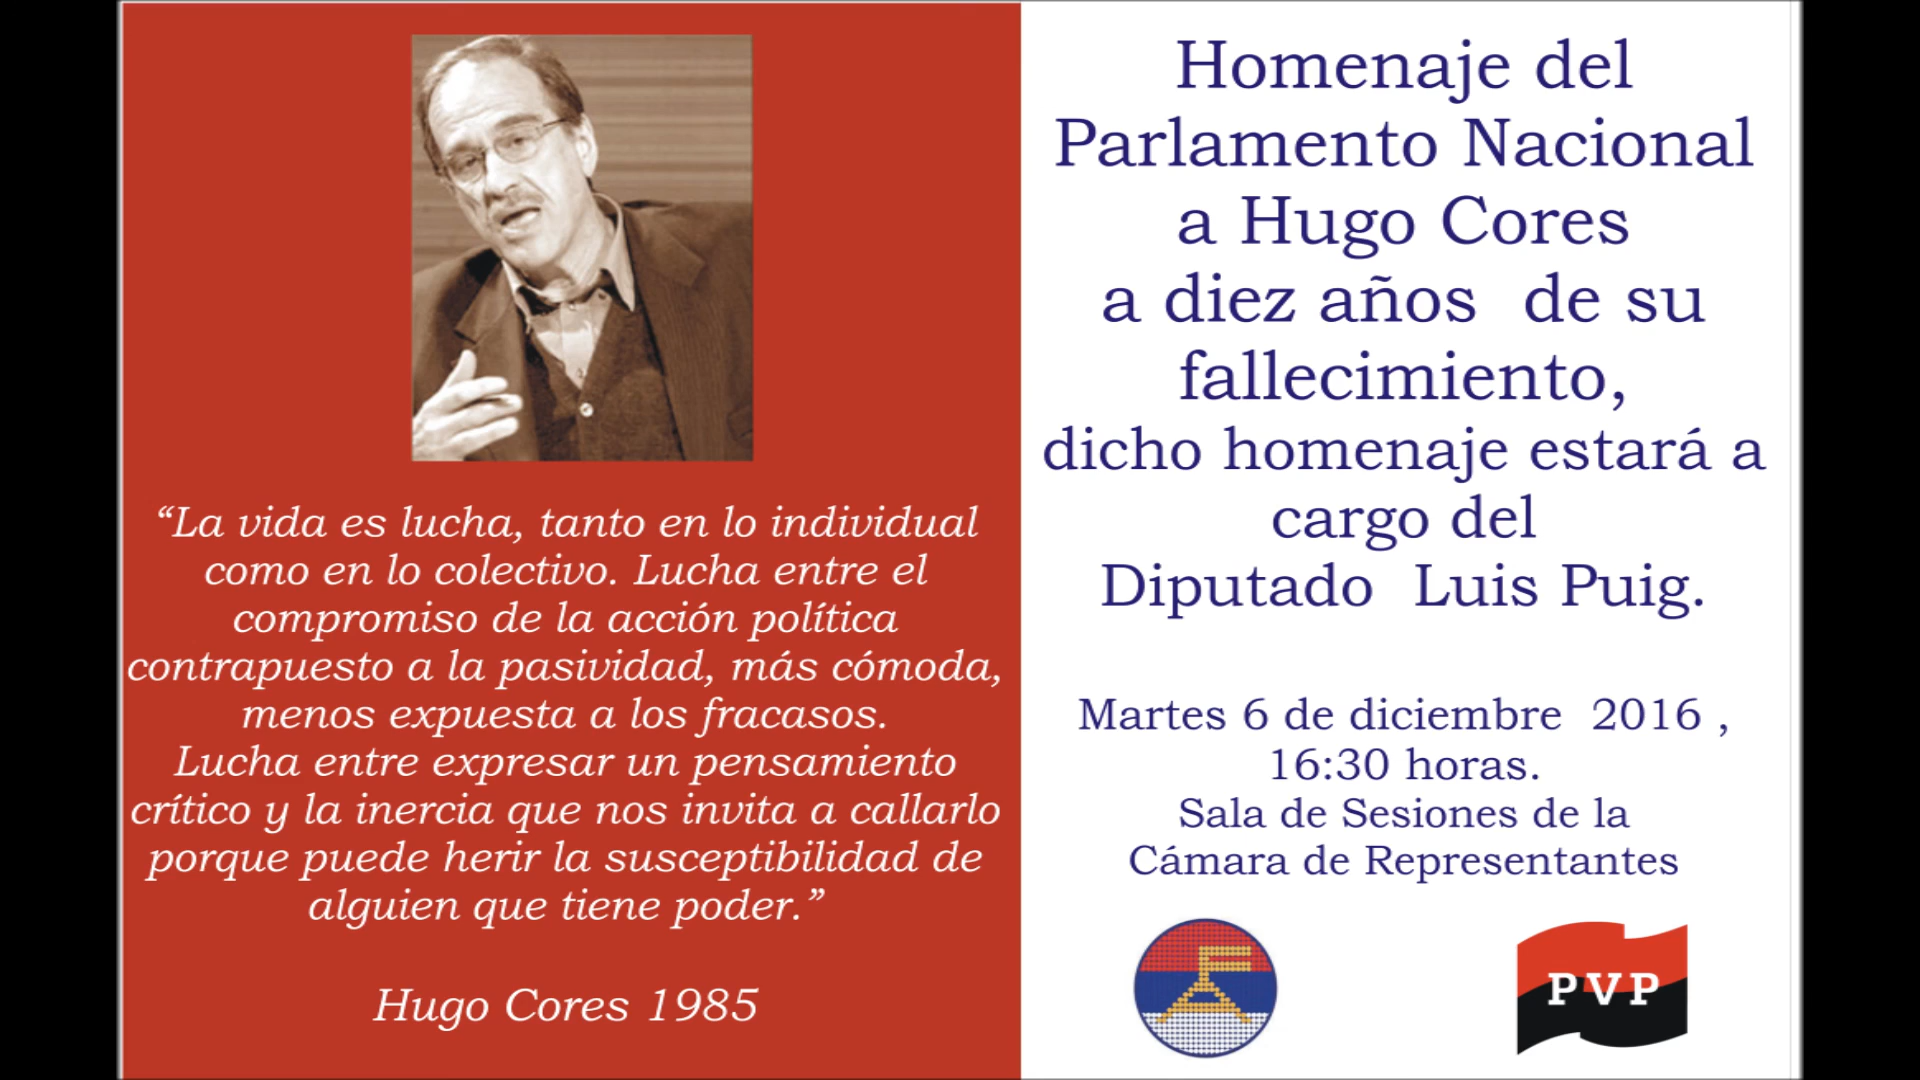 “La vida es lucha, tanto en lo individual
como en lo colectivo. Lucha entre el
compromiso de la acción política
contrapuesto a la pasividad, más cómoda,
menos expuesta a los fracasos.
Lucha entre expresar un pensamiento
crítico y la inercia que nos invita a callarlo
porque puede herir la susceptibilidad de
alguien que tiene poder.”
Hugo Cores 1985
Homenaje del
Parlamento Nacional
a Hugo Cores
a diez años de su
fallecimiento,
dicho homenaje estará a
cargo del
Diputado Luis Puig.
Martes 6 de diciembre 2016 ,
16:30 horas.
Sala de Sesiones de la
Cámara de Representantes
FA
PVP